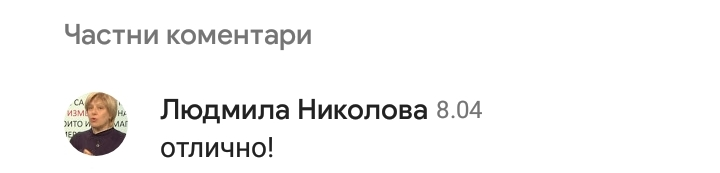 Частни коментари
Людмила Николова 8.04
отлично!